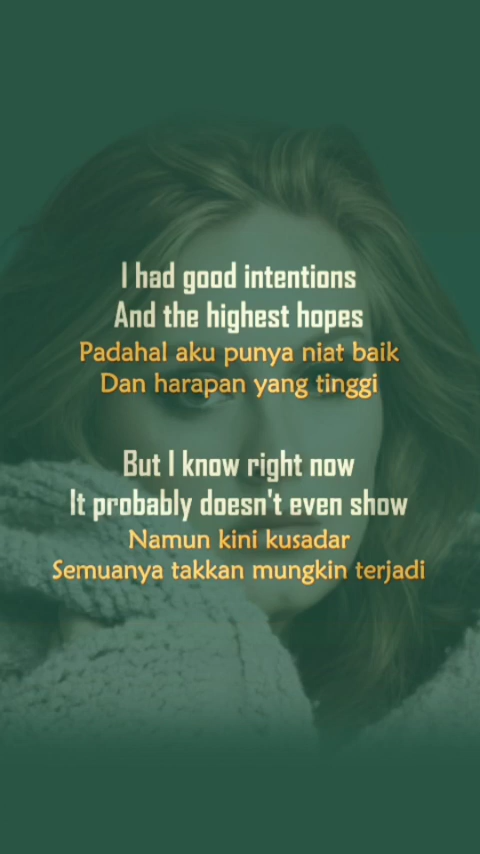 I had good intentions
And the highest hopes
Padahal aku punya niat baik
Dan harapan yang tinggi
But I know right now
It probably doesn't even show
Namun kini kusadar
Semuanya takkan mungkin terjadi